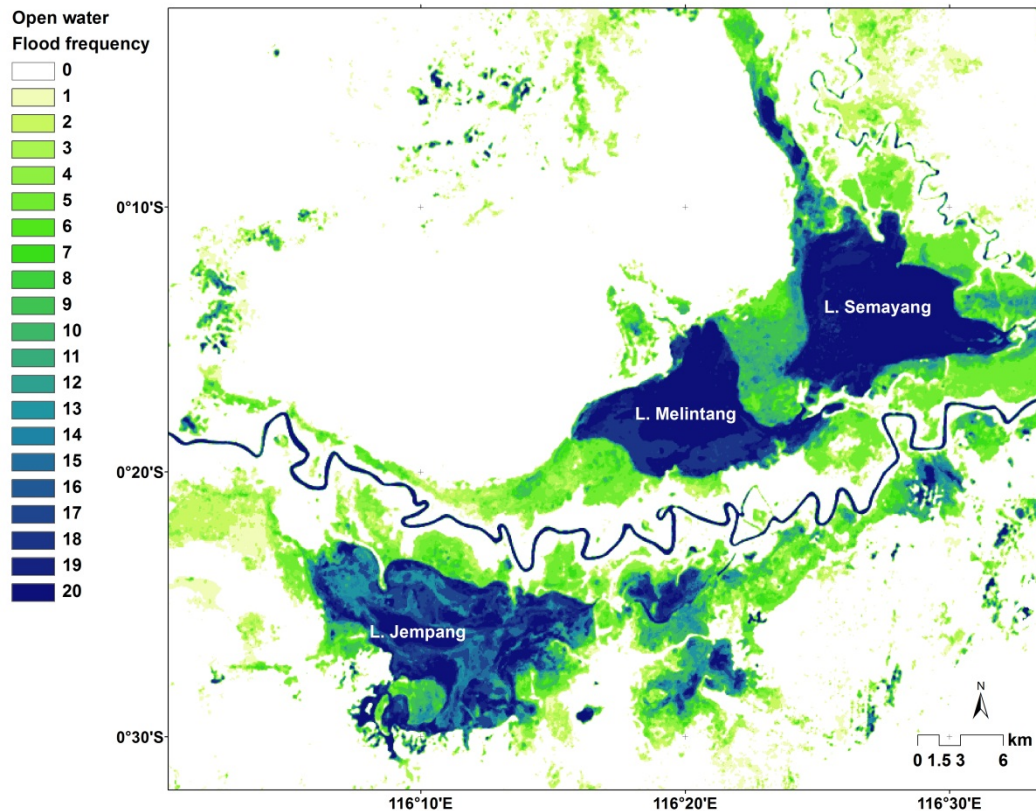 Open water
Flood frequency
0
1
2
3
4
5
6
7
8
9
10
11
12
13
14
15
16
17
18
19
20
0°10'S
0°20'S
0°30'S
L. Semayang
L. Melintang
L. Jempang
N
km
0 1.5 3 6
116°10'E
116°20'E
116°30'E